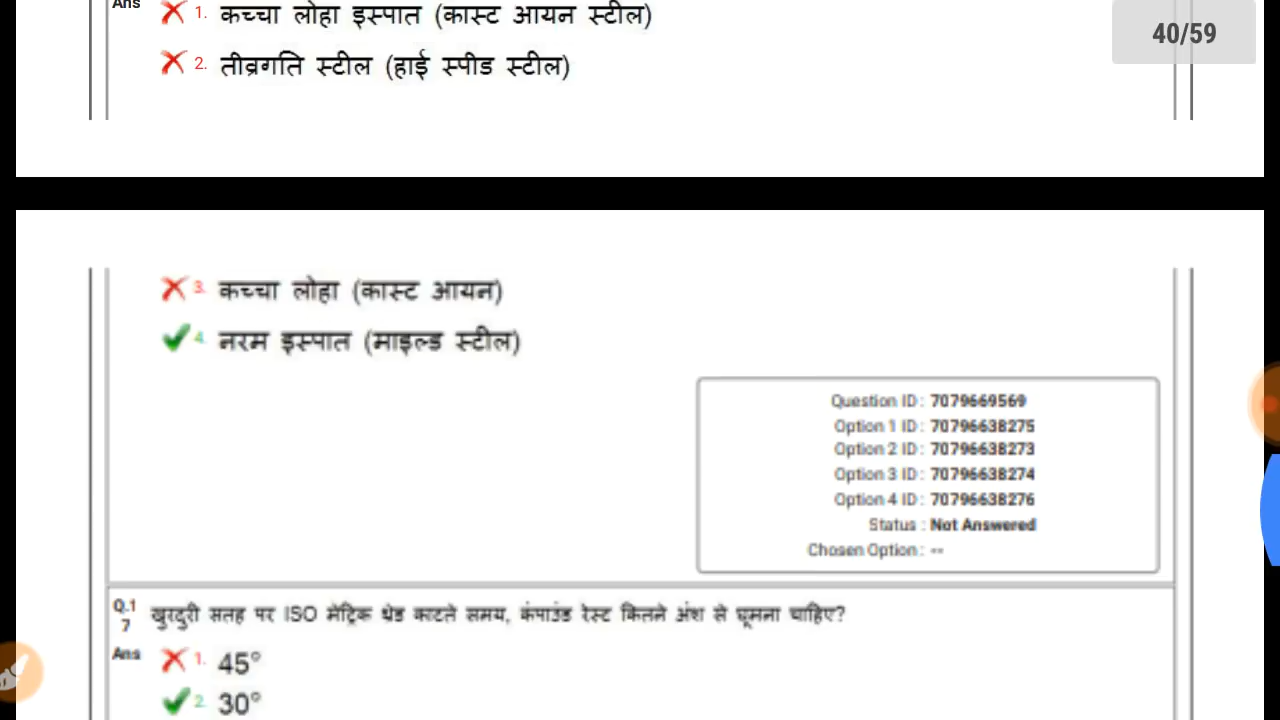 Ans
1. कच्चा लोहा इस्पात (कास्ट आयन स्टील)
40/59
2. तीव्रगति स्टील (हाई स्पीड स्टील)
3. कच्चा लोहा (कास्ट आयन)
4. नरम इस्पात (माइल्ड स्टील)
Question ID : 7079669569
Option 1 ID : 70796638275
Option 2 ID : 70796638273
Option 3 ID : 70796638274
Option 4 ID : 70796638276
Status : Not Answered
Chosen Option : --
Q.17 खुरदुरी सतह पर ISO मेट्रिक थ्रेड काटते समय, कंपाउंड रेस्ट कितने अंश से घूमना चाहिए?
Ans 1. 45°
2. 30°